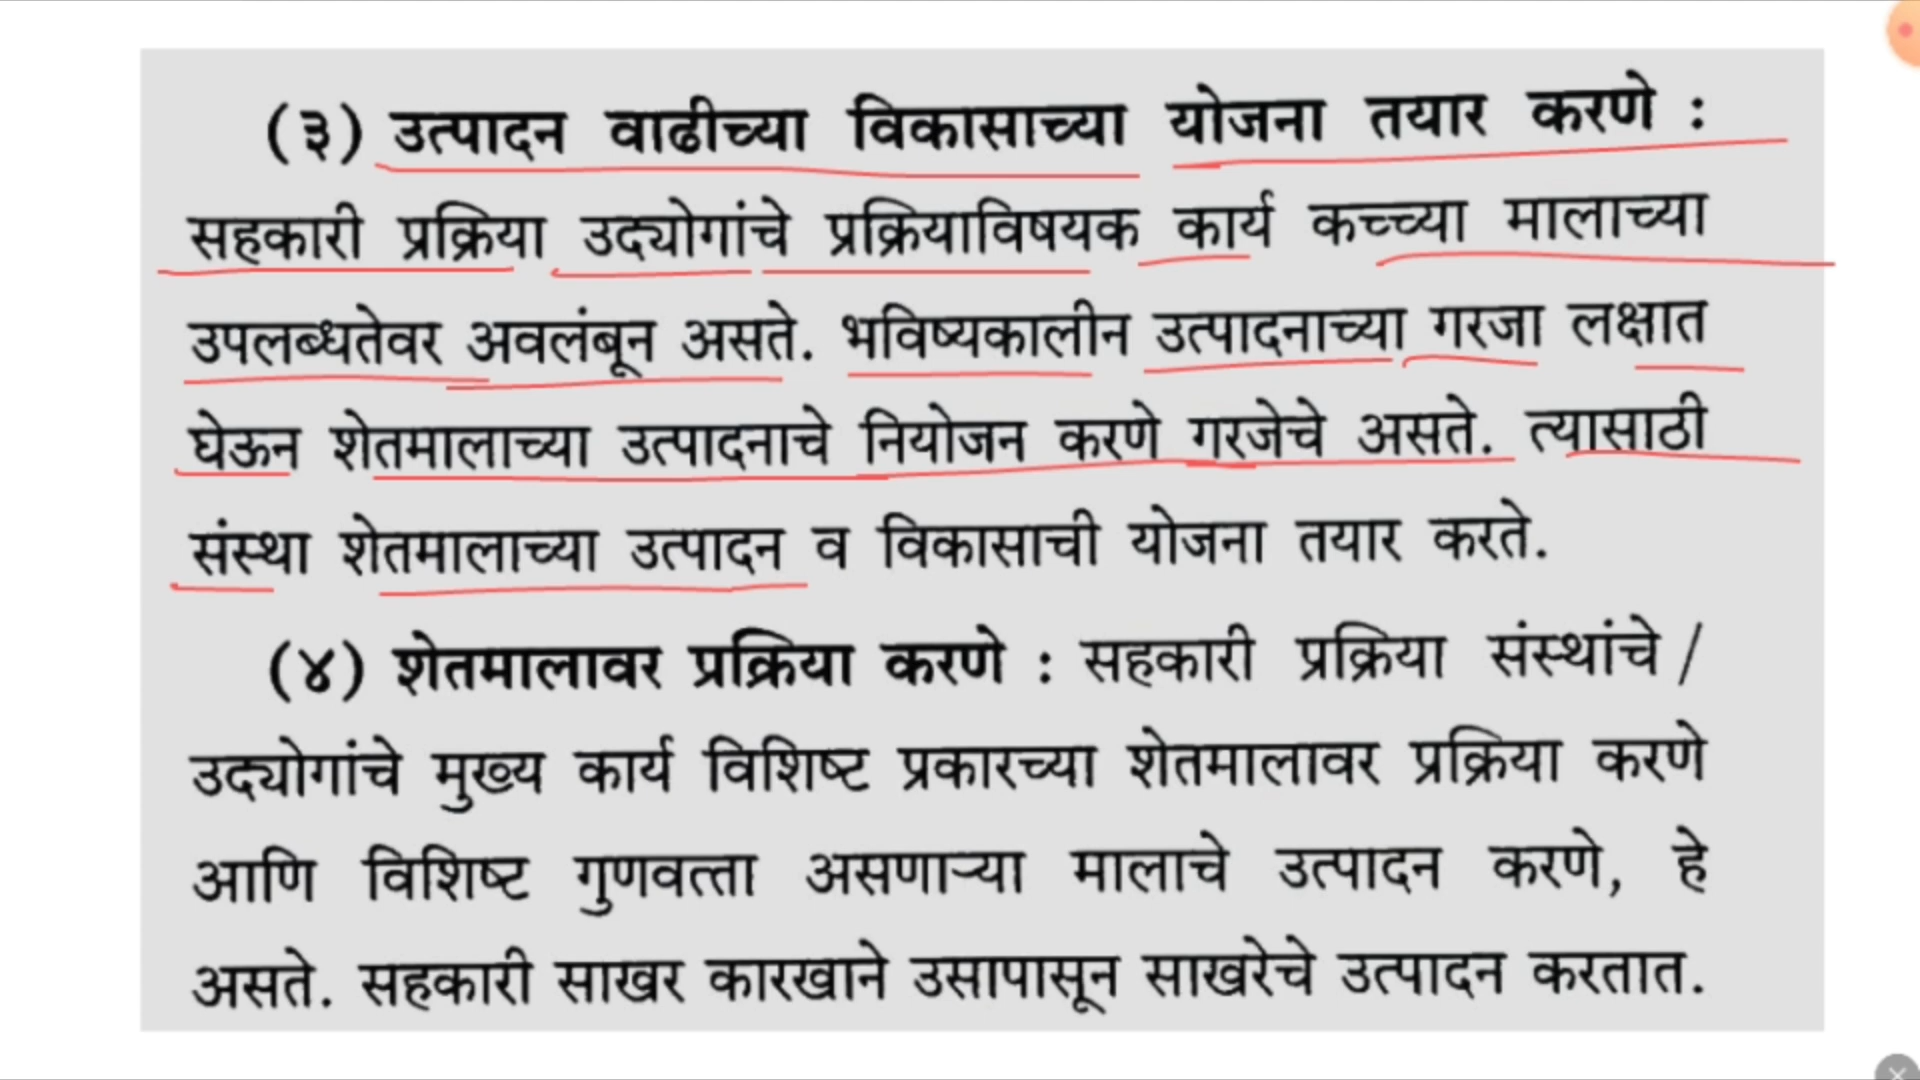 (३) उत्पादन वाढीच्या विकासाच्या योजना तयार करणे :
सहकारी प्रक्रिया उद्योगांचे प्रक्रियाविषयक कार्य कच्च्या मालाच्या
उपलब्धतेवर अवलंबून असते. भविष्यकालीन उत्पादनाच्या गरजा लक्षात
घेऊन शेतमालाच्या उत्पादनाचे नियोजन करणे गरजेचे असते. त्यासाठी
संस्था शेतमालाच्या उत्पादन व विकासाची योजना तयार करते.
(४) शेतमालावर प्रक्रिया करणे : सहकारी प्रक्रिया संस्थांचे /
उद्योगांचे मुख्य कार्य विशिष्ट प्रकारच्या शेतमालावर प्रक्रिया करणे
आणि विशिष्ट गुणवत्ता असणाऱ्या मालाचे उत्पादन करणे, हे
असते. सहकारी साखर कारखाने उसापासून साखरेचे उत्पादन करतात.